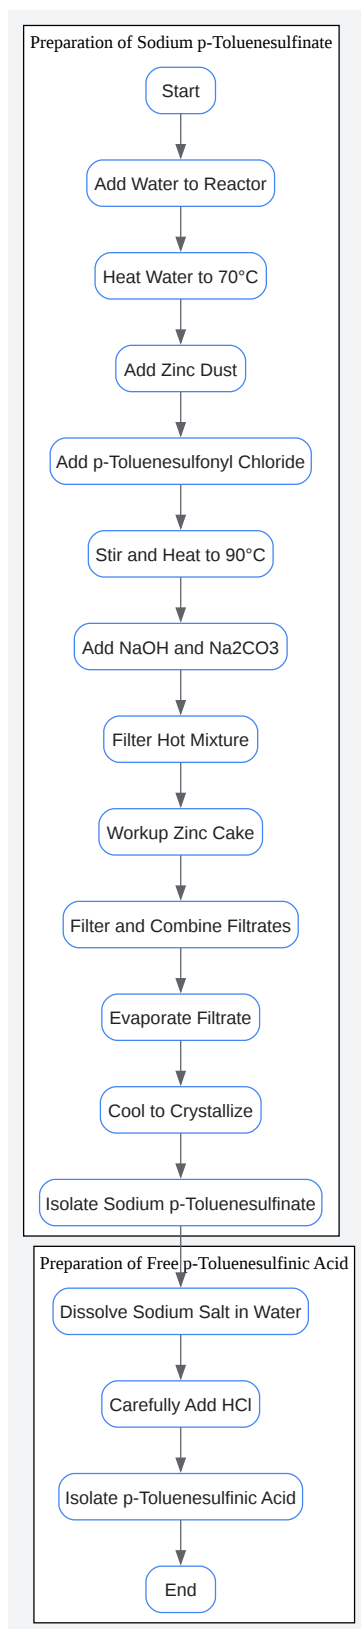 Preparation of Sodium p-Toluenesulfinate
Start
Add Water to Reactor
Heat Water to 70°C
Add Zinc Dust
Add p-Toluenesulfonyl Chloride
Stir and Heat to 90°C
Add NaOH and Na2CO3
Filter Hot Mixture
Workup Zinc Cake
Filter and Combine Filtrates
Evaporate Filtrate
Cool to Crystallize
Isolate Sodium p-Toluenesulfinate
Preparation of Free p-Toluenesulfinic Acid
Dissolve Sodium Salt in Water
Carefully Add HCl
Isolate p-Toluenesulfinic Acid
End